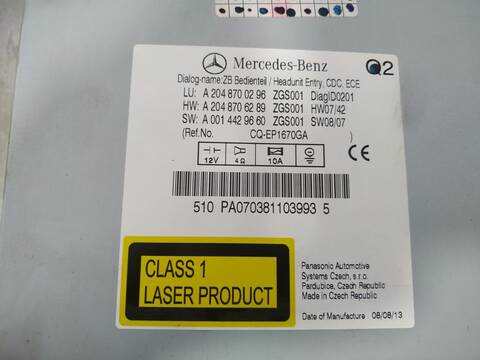 Mercedes-Benz 02
Dialog-name: ZB Bedienteil / Headunit Entry, CDC, ECE
LU: A 204 870 02 96 ZGS001 DiagID0201
HW: A 204 870 62 89 ZGS001 HW07/42
SW: A 001 442 96 60 ZGS001 SW08/07
(Ref.No. CQ-EP1670GA )
12V 4Ω 10A
CE
510 PA070381103993 5
CLASS 1
LASER PRODUCT
Panasonic Automotive
Systems Czech, s.r.o.
Pardubice, Czech Republic
Made in Czech Republic
Date of Manufacture : 08/08/13